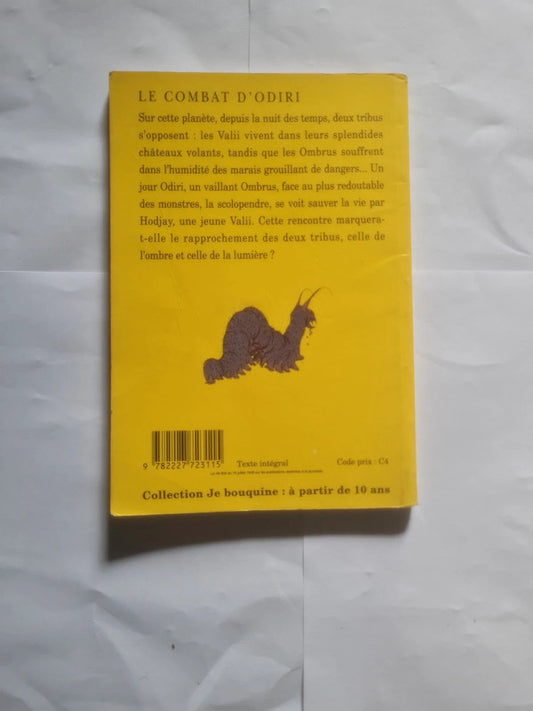 LE COMBAT D'ODIRI
Sur cette planète, depuis la nuit des temps, deux tribus
s'opposent : les Valii vivent dans leurs splendides
châteaux volants, tandis que les Ombrus souffrent
dans l'humidité des marais grouillant de dangers... Un
jour Odiri, un vaillant Ombrus, face au plus redoutable
des monstres, la scolopendre, se voit sauver la vie par
Hodjay, une jeune Valii. Cette rencontre marquera-
t-elle le rapprochement des deux tribus, celle de
l'ombre et celle de la lumière ?
9 782227 723115
Texte intégral
Code prix : C4
Collection Je bouquine : à partir de 10 ans